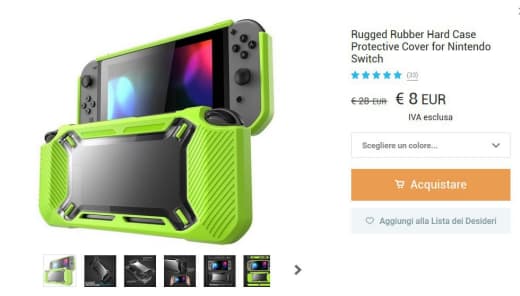 Rugged Rubber Hard Case
Protective Cover for Nintendo
Switch
(33)
€ 28 EUR € 8 EUR
IVA esclusa
Scegliere un colore...
Acquistare
Aggiungi alla Lista dei Desideri